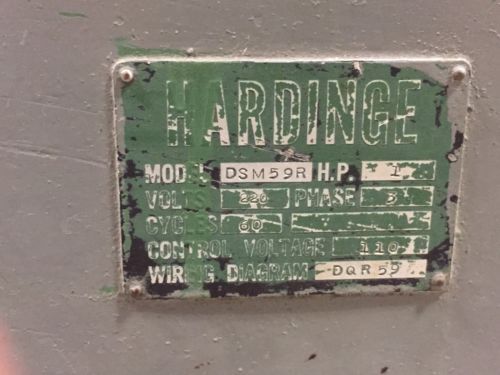 HARDINGE
MODEL DSM59R H.P. 1
VOLTS 220 PHASE 3
CYCLES 60
CONTROL VOLTAGE 110
WIRING DIAGRAM DQR59